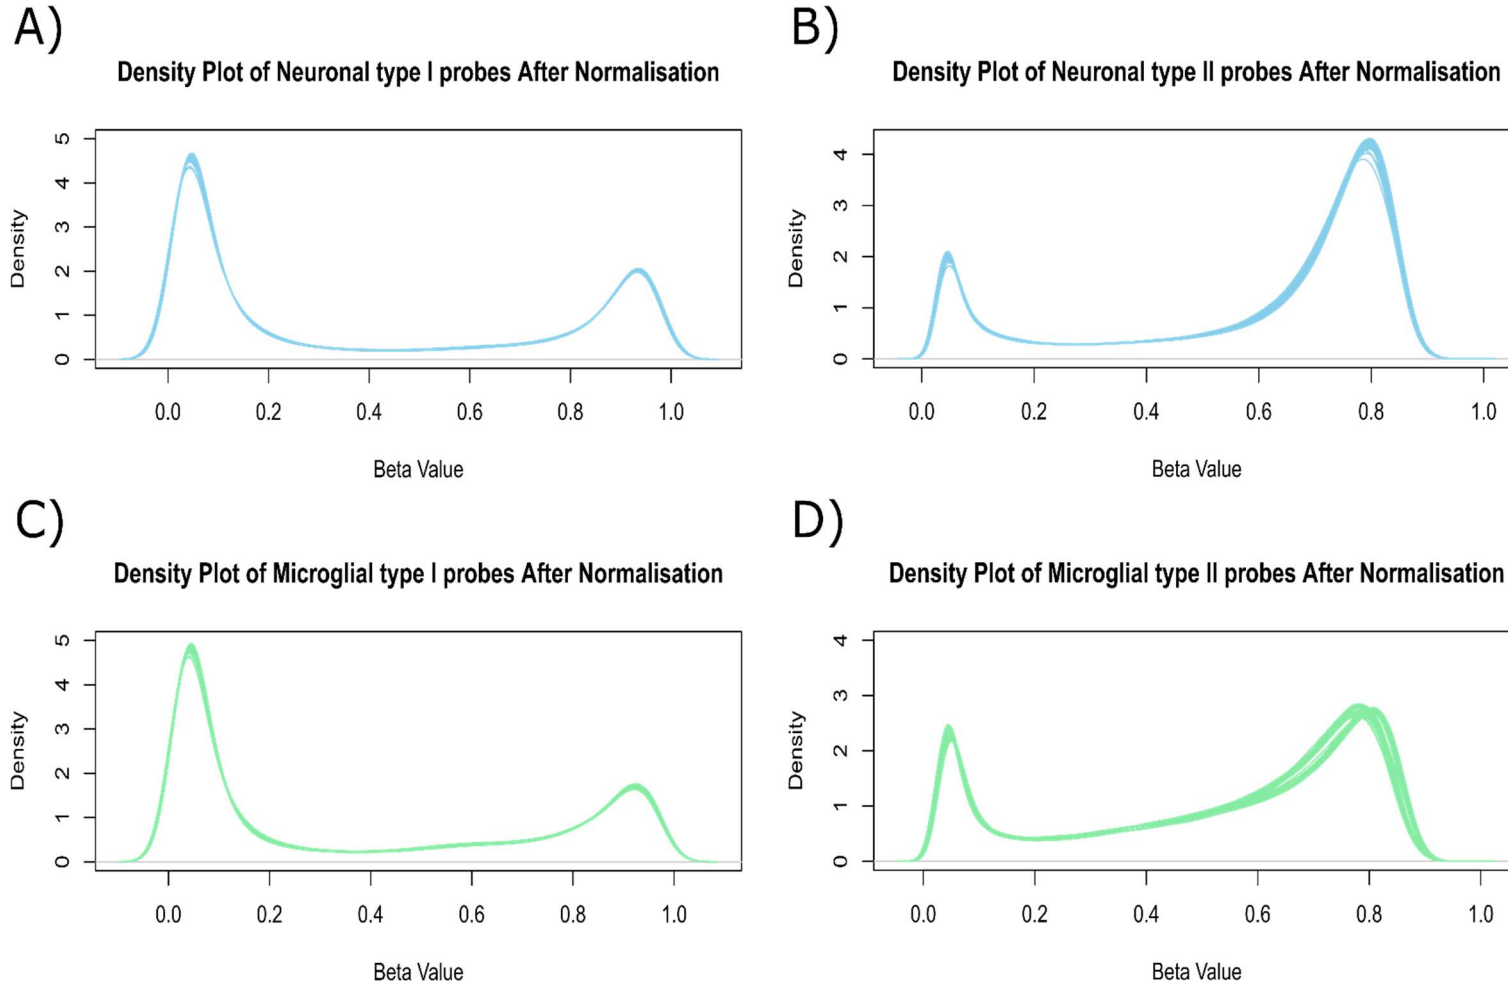 A)
Density Plot of Neuronal type I probes After Normalisation
5
4
3
2
1
0
Density
0.0 0.2 0.4 0.6 0.8 1.0
Beta Value
B)
Density Plot of Neuronal type II probes After Normalisation
4
3
2
1
0
Density
0.0 0.2 0.4 0.6 0.8 1.0
Beta Value
C)
Density Plot of Microglial type I probes After Normalisation
5
4
3
2
1
0
Density
0.0 0.2 0.4 0.6 0.8 1.0
Beta Value
D)
Density Plot of Microglial type II probes After Normalisation
4
3
2
1
0
Density
0.0 0.2 0.4 0.6 0.8 1.0
Beta Value